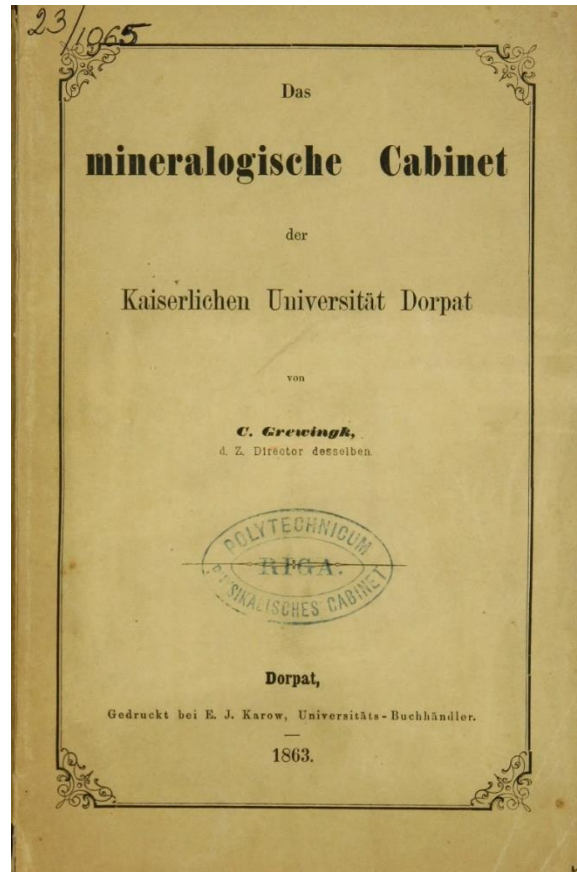 23/1065
Das
mineralogische Cabinet
der
Kaiserlichen Universität Dorpat
von
C. Grewingk,
d. Z. Director desselben.
POLYTECHNICUM
RIGA.
PHYSIKALISCHES CABINET
Dorpat,
Gedruckt bei E. J. Karow, Universitäts-Buchhändler.
1863.